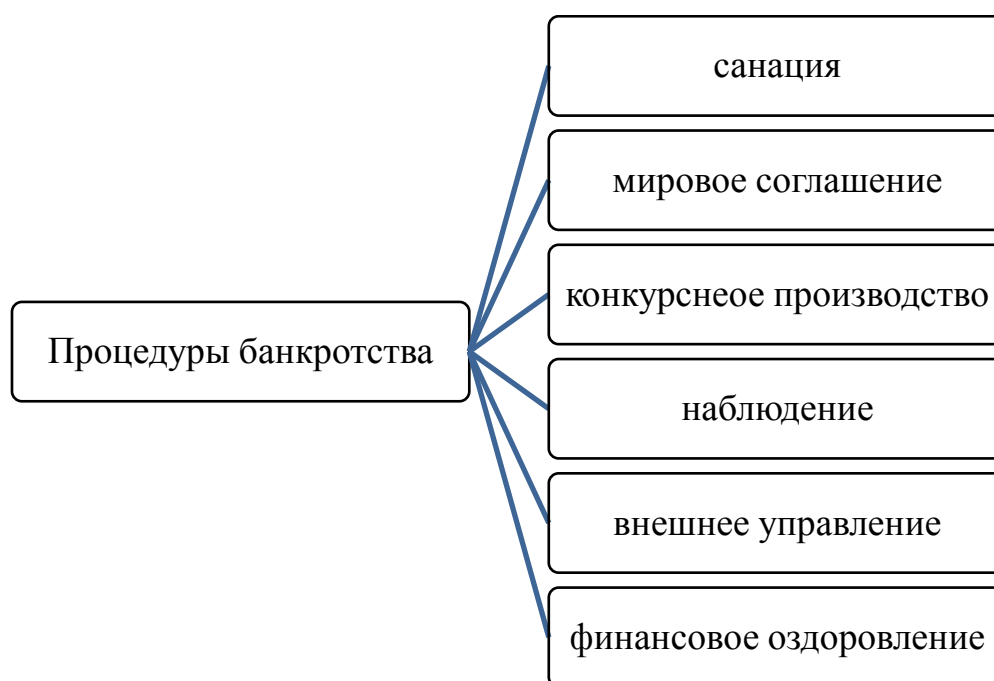 санация
мировое соглашение
конкурснеое производство
Процедуры банкротства
наблюдение
внешнее управление
финансовое оздоровление